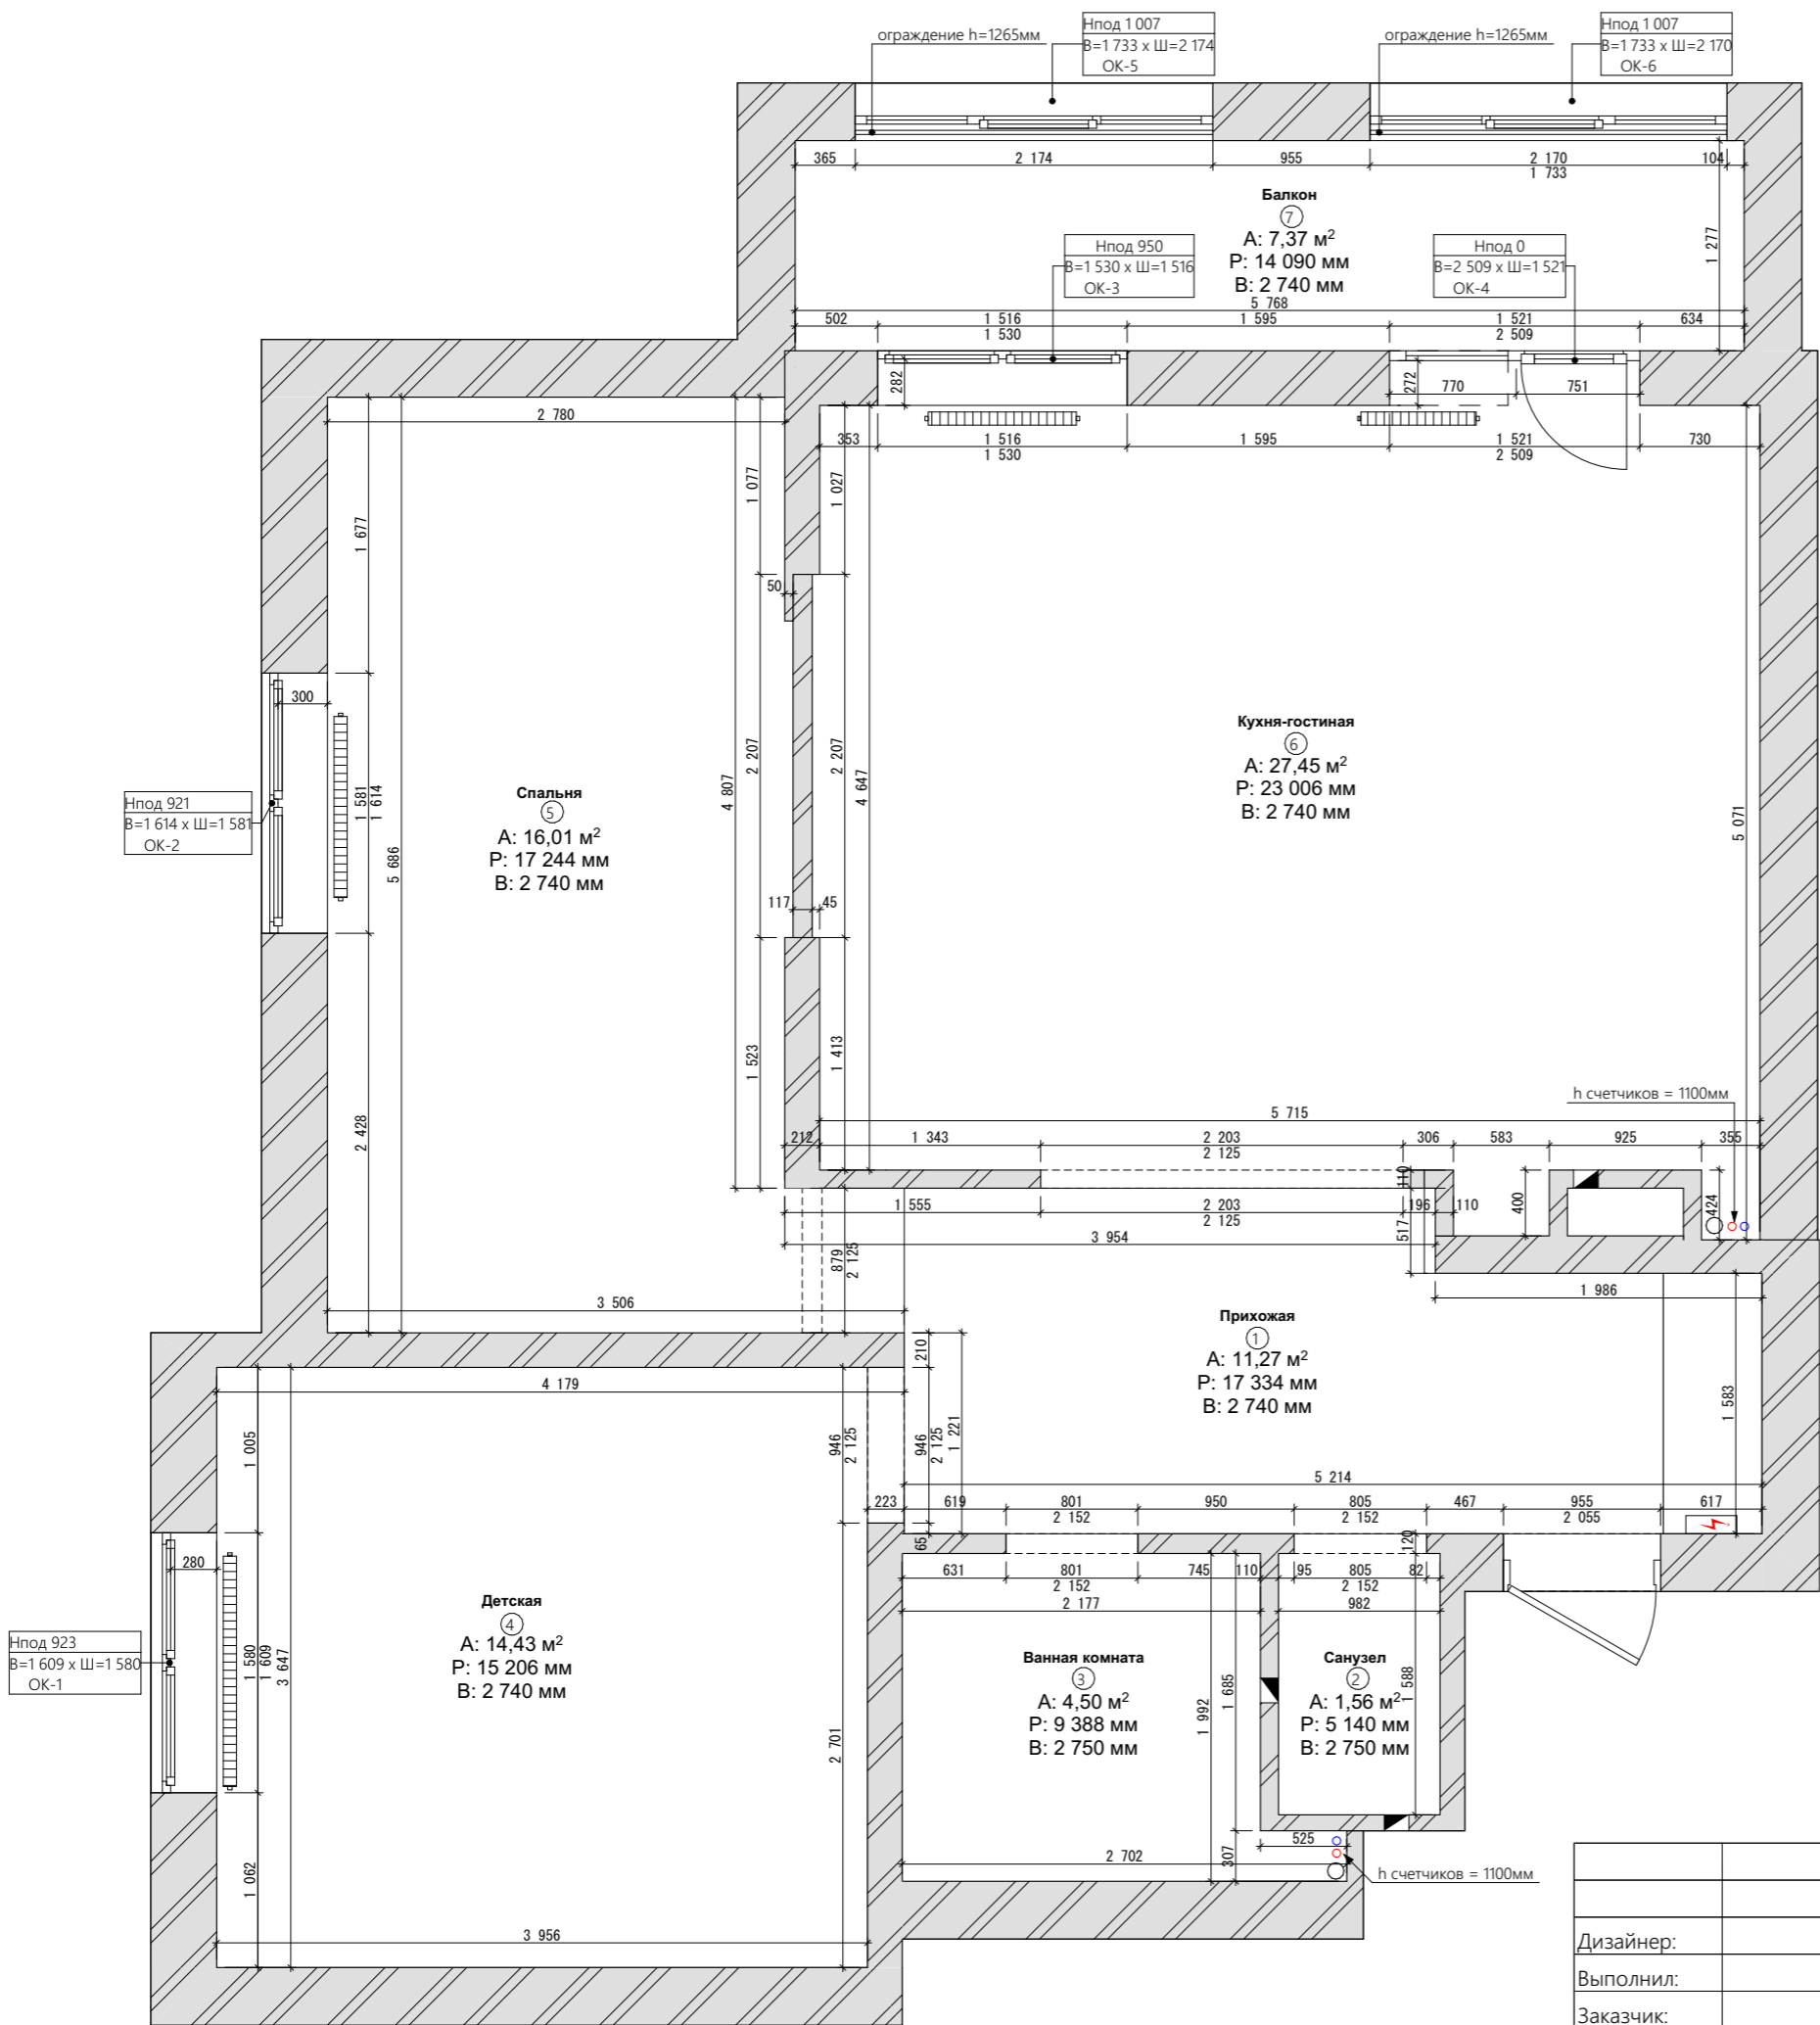 Hпод 1 007
B=1 733 x Ш=2 174
ОК-5
ограждение h=1265мм
Hпод 1 007
B=1 733 x Ш=2 170
ОК-6
ограждение h=1265мм
365
2 174
955
2 170
1 733
104
Балкон
7
A: 7,37 м²
P: 14 090 мм
B: 2 740 мм
1 277
Hпод 950
B=1 530 x Ш=1 516
ОК-3
Hпод 0
B=2 509 x Ш=1 521
ОК-4
5 768
502
1 516
1 530
1 595
1 521
2 509
634
282
272
770
751
2 780
353
1 516
1 530
1 595
1 521
2 509
730
1 077
1 027
1 677
50
300
2 207
2 207
4 807
4 647
5 071
1 581
1 614
5 686
Hпод 921
B=1 614 x Ш=1 581
ОК-2
Спальня
5
A: 16,01 м²
P: 17 244 мм
B: 2 740 мм
Кухня-гостиная
6
A: 27,45 м²
P: 23 006 мм
B: 2 740 мм
117
45
1 523
1 413
2 428
h счетчиков = 1100мм
5 715
212
1 343
2 203
2 125
306
583
925
355
110
400
424
1 555
2 203
2 125
196
110
517
3 954
879
2 125
1 986
3 506
Прихожая
1
A: 11,27 м²
P: 17 334 мм
B: 2 740 мм
210
1 583
4 179
946
2 125
946
2 125
1 221
1 005
5 214
223
619
801
2 152
950
805
2 152
467
955
2 055
617
65
120
280
631
801
2 152
745
110
95
805
2 152
82
2 177
982
Hпод 923
B=1 609 x Ш=1 580
ОК-1
1 580
1 609
3 647
Детская
4
A: 14,43 м²
P: 15 206 мм
B: 2 740 мм
2 701
Ванная комната
3
A: 4,50 м²
P: 9 388 мм
B: 2 750 мм
1 992
1 685
Санузел
2
A: 1,56 м²
P: 5 140 мм
B: 2 750 мм
1 588
525
307
2 702
h счетчиков = 1100мм
1 062
3 956
Дизайнер:
Выполнил:
Заказчик: